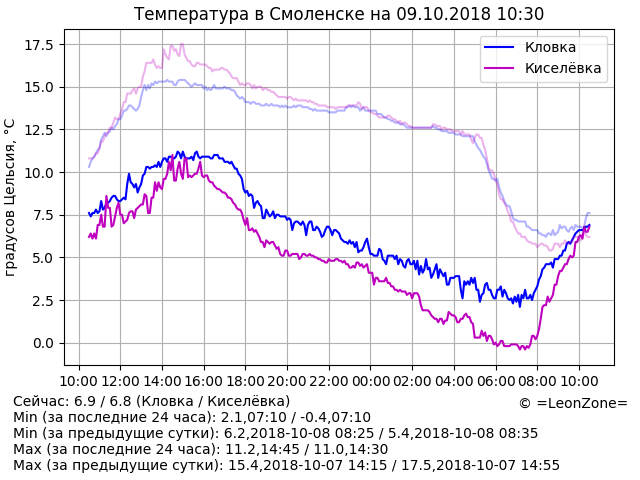 Температура в Смоленске на 09.10.2018 10:30
градусов Цельсия, °C
17.5
15.0
12.5
10.0
7.5
5.0
2.5
0.0
Кловка
Киселёвка
10:00 12:00 14:00 16:00 18:00 20:00 22:00 00:00 02:00 04:00 06:00 08:00 10:00
Сейчас: 6.9 / 6.8 (Кловка / Киселёвка)
© =LeonZone=
Min (за последние 24 часа): 2.1,07:10 / -0.4,07:10
Min (за предыдущие сутки): 6.2,2018-10-08 08:25 / 5.4,2018-10-08 08:35
Max (за последние 24 часа): 11.2,14:45 / 11.0,14:30
Max (за предыдущие сутки): 15.4,2018-10-07 14:15 / 17.5,2018-10-07 14:55